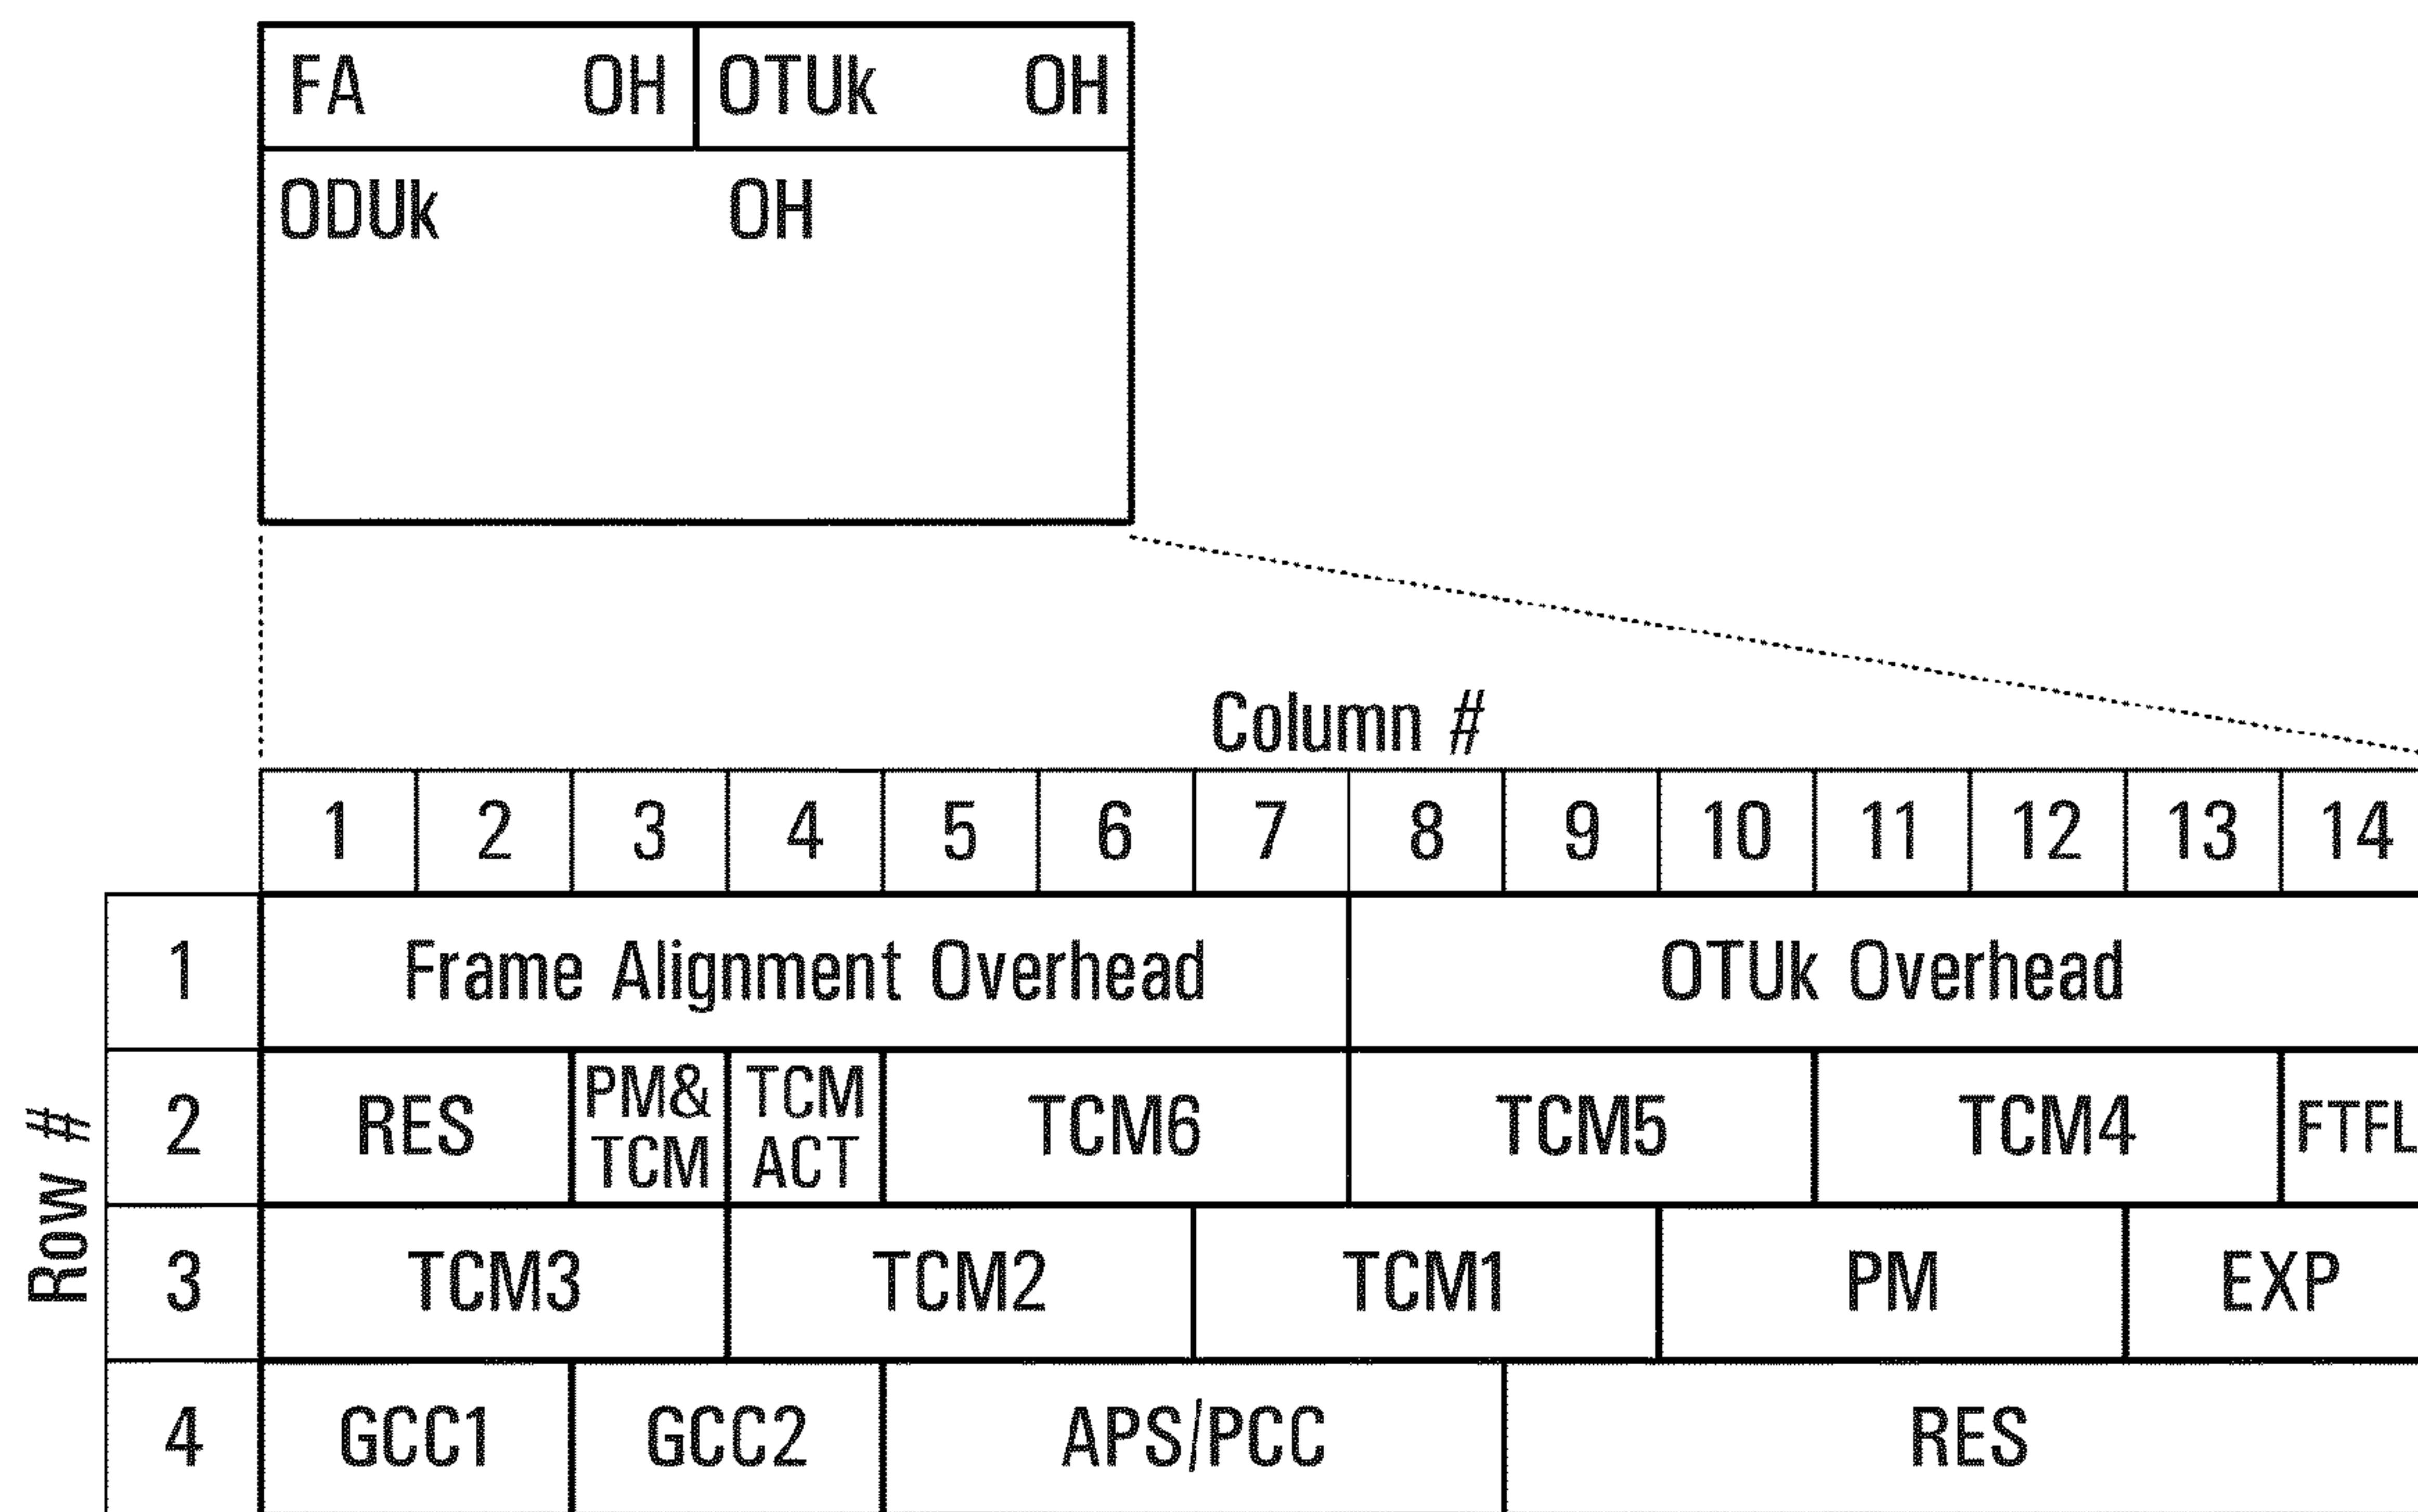 FA OH OTUk OH
ODUk OH
Column #
1 2 3 4 5 6 7 8 9 10 11 12 13 14
Row #
1 Frame Alignment Overhead OTUk Overhead
2 RES PM& TCM TCM ACT TCM6 TCM5 TCM4 FTFL
3 TCM3 TCM2 TCM1 PM EXP
4 GCC1 GCC2 APS/PCC RES